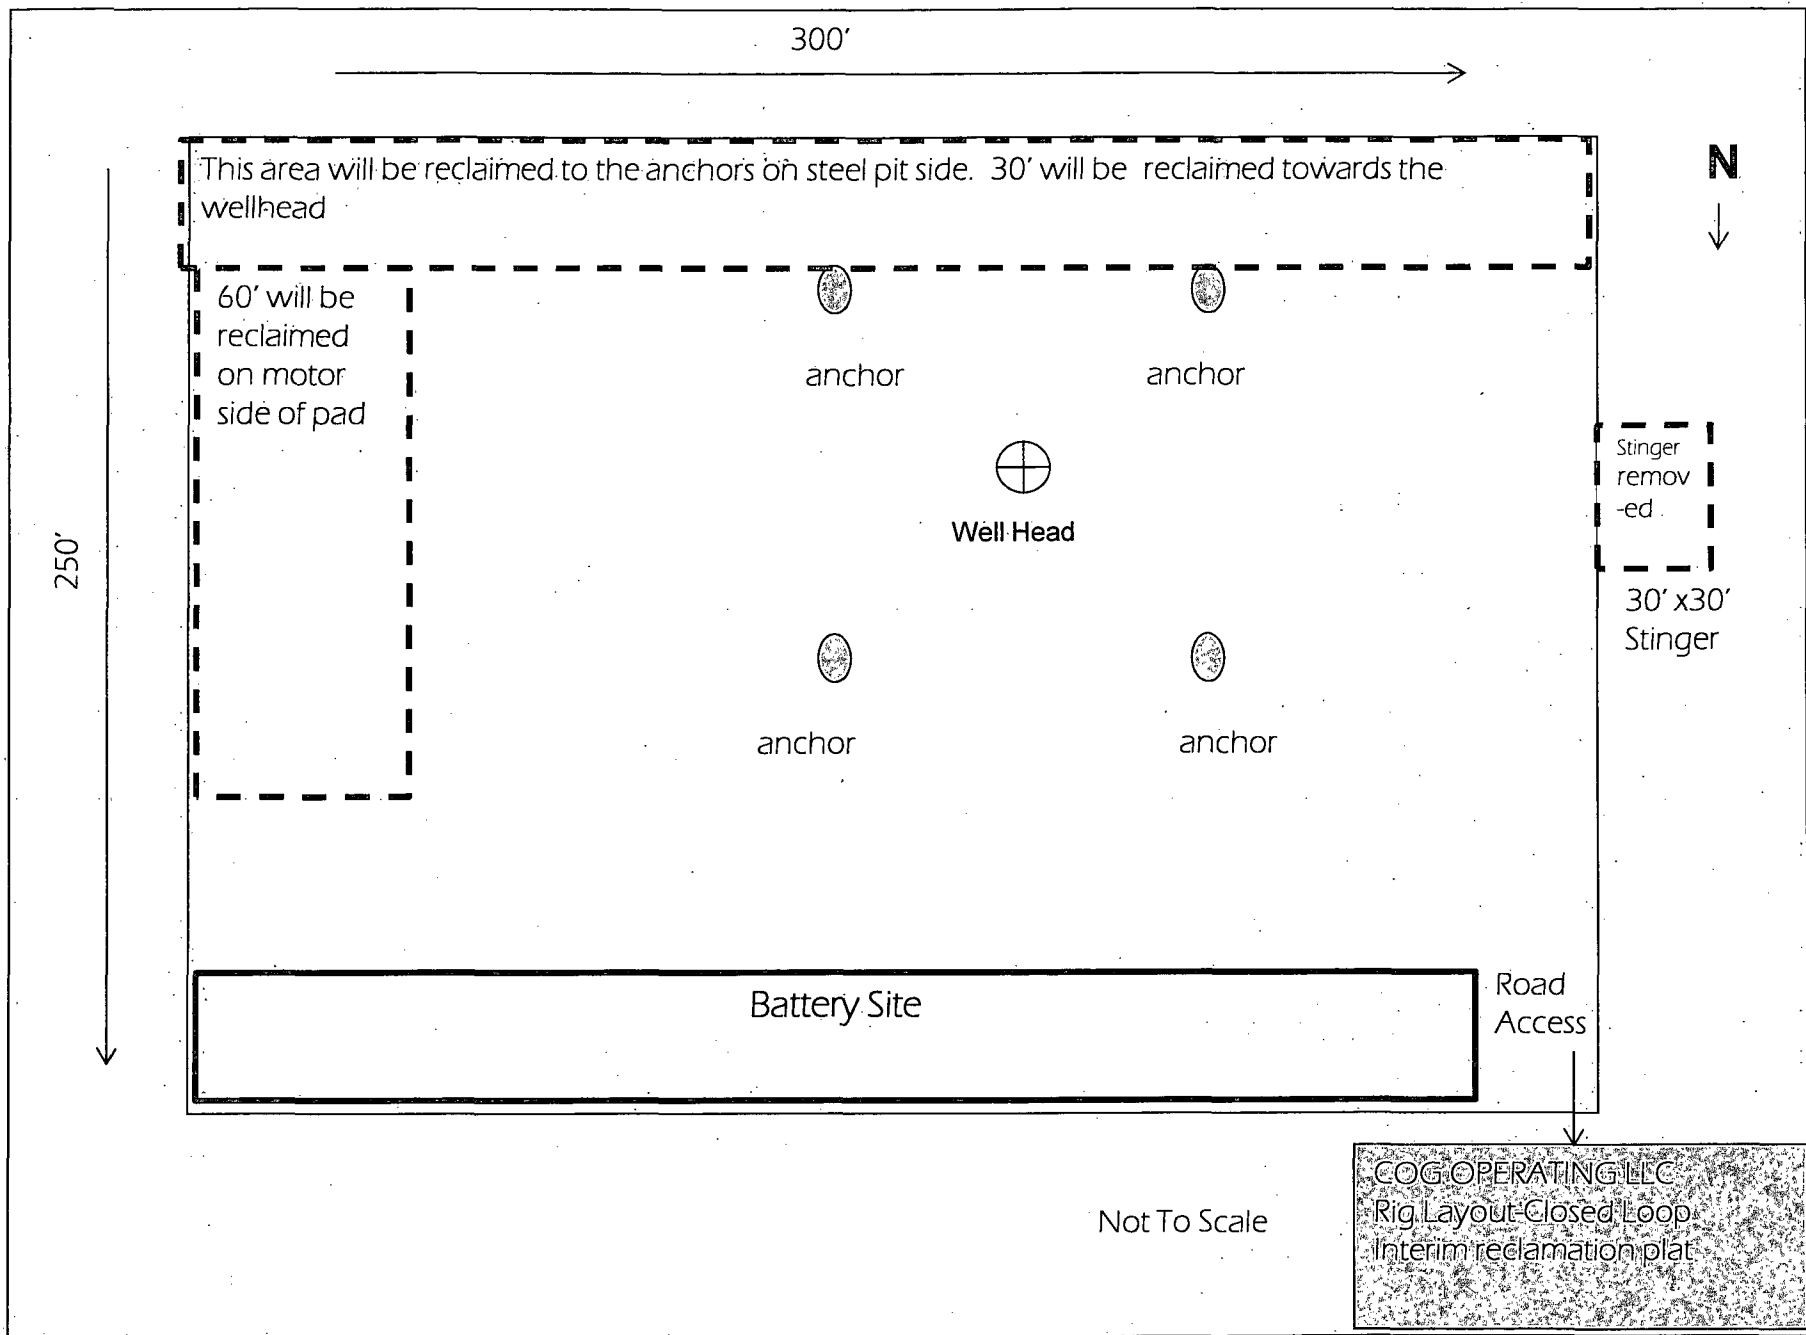 300'
This area will be reclaimed to the anchors on steel pit side. 30' will be reclaimed towards the
wellhead
N
60' will be
reclaimed
on motor
side of pad
anchor
anchor
Stinger
remov
-ed
Well Head
250'
30' x30'
Stinger
anchor
anchor
Battery Site
Road
Access
COG OPERATING LLC
Rig Layout-Closed Loop
Interim reclamation plat
Not To Scale